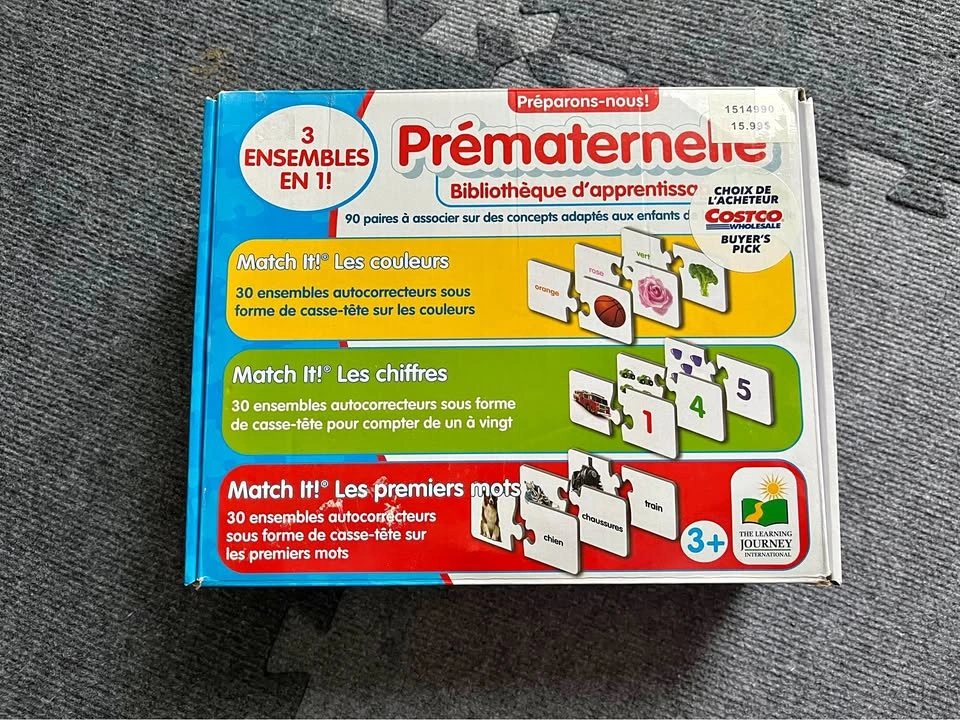 Préparons-nous!
1514990
15.99$
3
ENSEMBLES
EN 1!
Prématernelle
Bibliothèque d'apprentissa
CHOIX DE
L'ACHETEUR
COSTCO
WHOLESALE
BUYER'S
PICK
90 paires à associer sur des concepts adaptés aux enfants
Match It!® Les couleurs
30 ensembles autocorrecteurs sous
forme de casse-tête sur les couleurs
orange
rose
vert
Match It!® Les chiffres
30 ensembles autocorrecteurs sous forme
de casse-tête pour compter de un à vingt
1
4
5
Match It!® Les premiers mots
30 ensembles autocorrecteurs
sous forme de casse-tête sur
les premiers mots
chien
chaussures
train
3+
THE LEARNING
JOURNEY
INTERNATIONAL